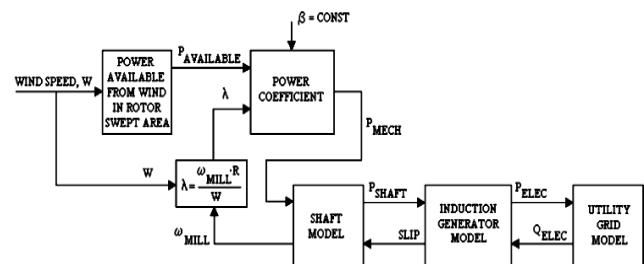 β = CONST
POWER
AVAILABLE
FROM WIND
IN ROTOR
SWEPT AREA
P_AVAILABLE
WIND SPEED, W
POWER
COEFFICIENT
λ
P_MECH
W
λ = ω_MILL·R / W
ω_MILL
SHAFT
MODEL
P_SHAFT
SLIP
INDUCTION
GENERATOR
MODEL
P_ELEC
Q_ELEC
UTILITY
GRID
MODEL